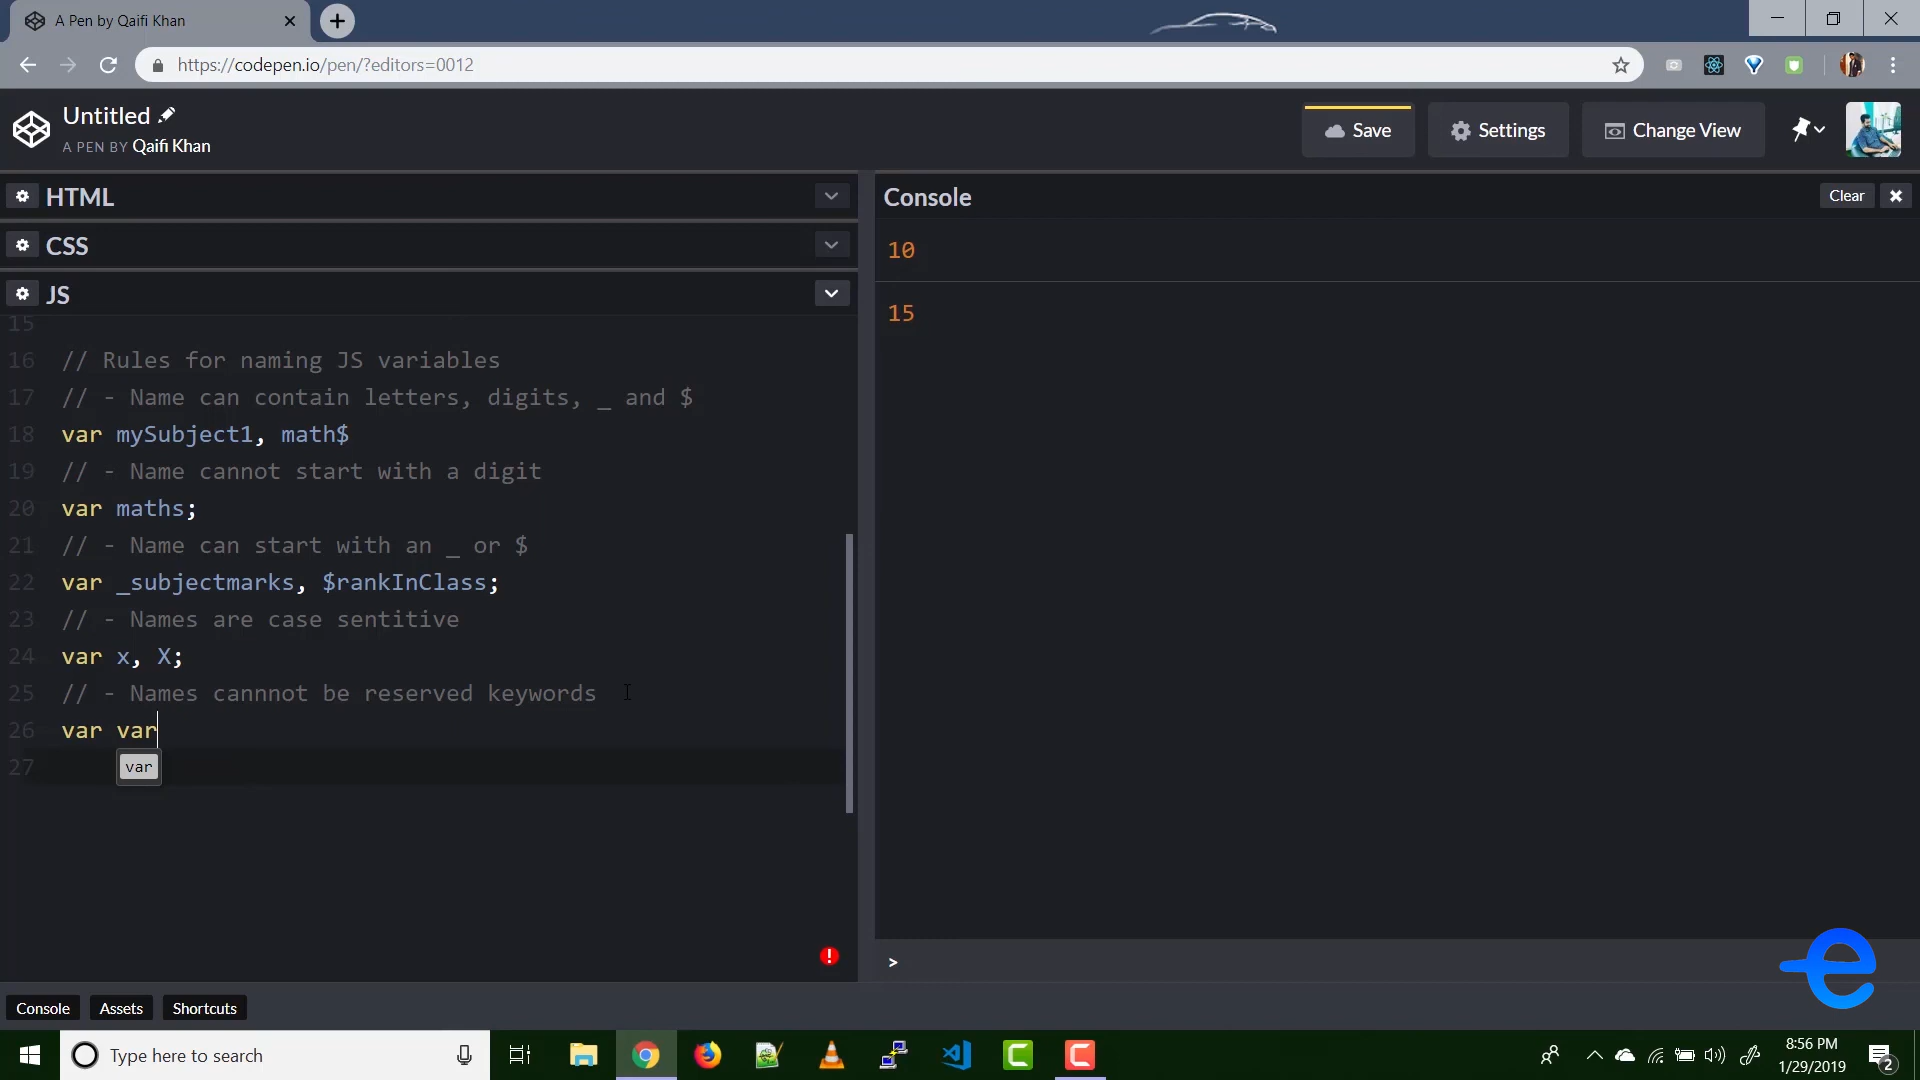 A Pen by Qaifi Khan
https://codepen.io/pen/?editors=0012
Untitled
A PEN BY Qaifi Khan
Save
Settings
Change View
HTML
CSS
JS
15
16 // Rules for naming JS variables
17 // - Name can contain letters, digits, _ and $
18 var mySubject1, math$
19 // - Name cannot start with a digit
20 var maths;
21 // - Name can start with an _ or $
22 var _subjectmarks, $rankInClass;
23 // - Names are case sentitive
24 var x, X;
25 // - Names cannnot be reserved keywords
26 var var
27
var
Console
Clear
10
15
>
e
Console
Assets
Shortcuts
Type here to search
8:56 PM
1/29/2019
2